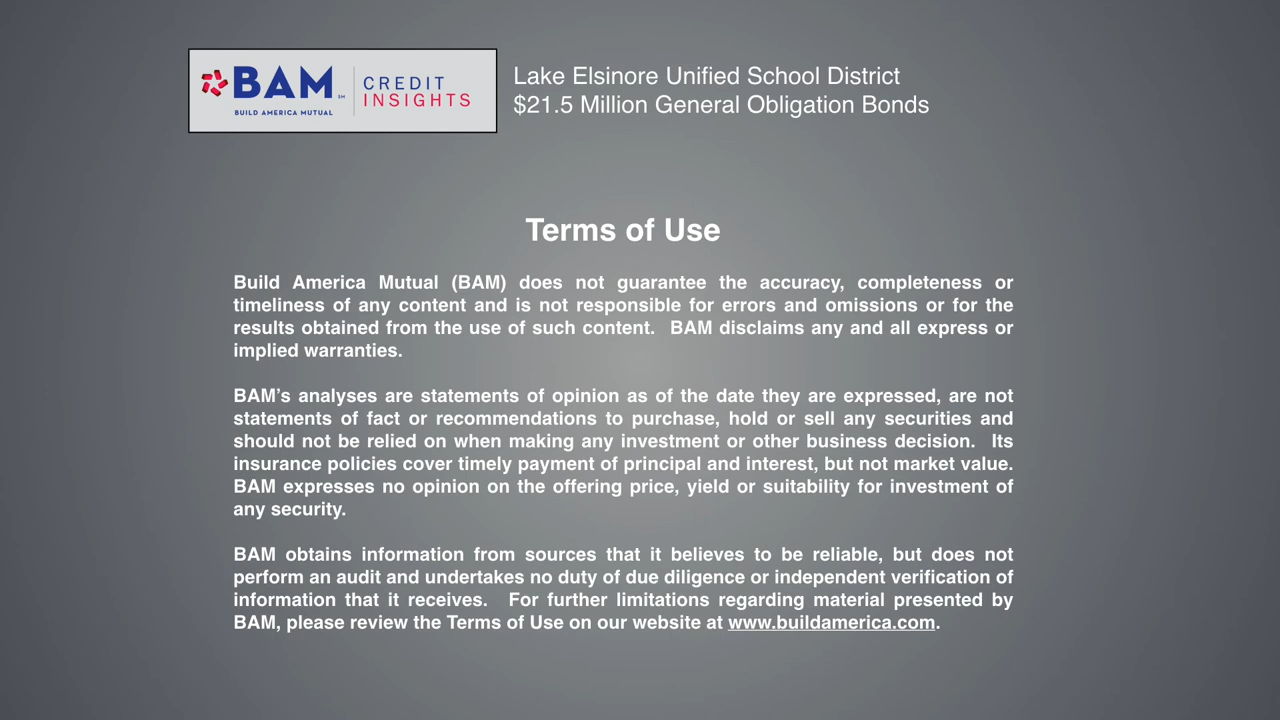 BAM SM
BUILD AMERICA MUTUAL
CREDIT
INSIGHTS
Lake Elsinore Unified School District
$21.5 Million General Obligation Bonds
Terms of Use
Build America Mutual (BAM) does not guarantee the accuracy, completeness or
timeliness of any content and is not responsible for errors and omissions or for the
results obtained from the use of such content.  BAM disclaims any and all express or
implied warranties.
BAM’s analyses are statements of opinion as of the date they are expressed, are not
statements of fact or recommendations to purchase, hold or sell any securities and
should not be relied on when making any investment or other business decision.  Its
insurance policies cover timely payment of principal and interest, but not market value.
BAM expresses no opinion on the offering price, yield or suitability for investment of
any security.
BAM obtains information from sources that it believes to be reliable, but does not
perform an audit and undertakes no duty of due diligence or independent verification of
information that it receives.  For further limitations regarding material presented by
BAM, please review the Terms of Use on our website at www.buildamerica.com.